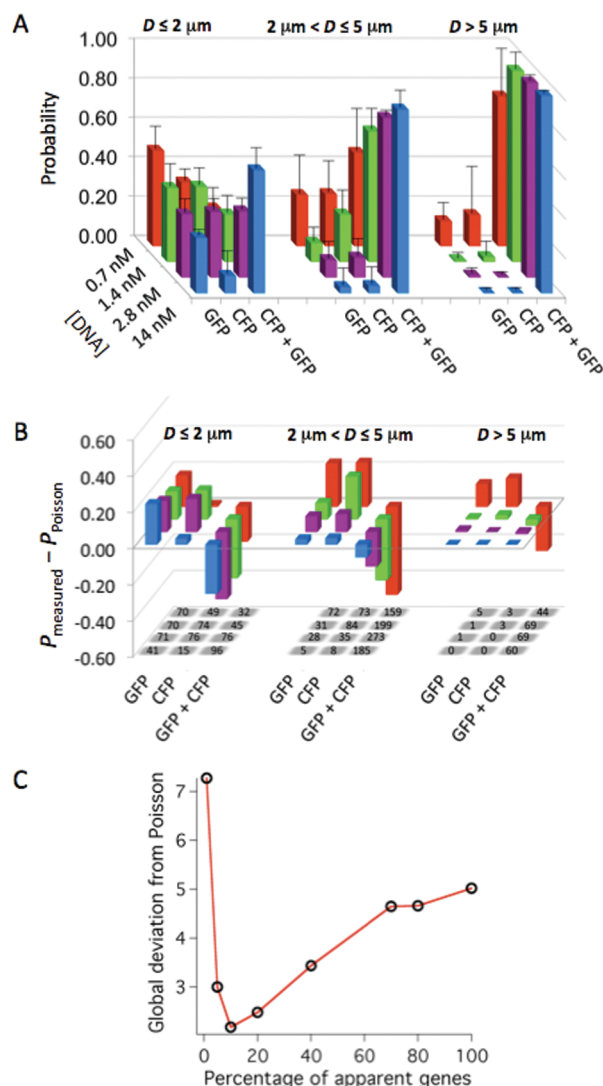 A
D ≤ 2 μm 2 μm < D ≤ 5 μm D > 5 μm
Probability
1.00
0.80
0.60
0.40
0.20
0.00
0.7 nM
1.4 nM
2.8 nM
14 nM
[DNA]
GFP CFP CFP + GFP GFP CFP CFP + GFP GFP CFP CFP + GFP
B
D ≤ 2 μm 2 μm < D ≤ 5 μm D > 5 μm
Pmeasured − PPoisson
0.60
0.40
0.20
0.00
-0.20
-0.40
-0.60
70 49 32 72 73 159 5 3 44
70 74 45 31 84 199 1 3 69
71 76 76 28 35 273 1 0 69
41 15 96 5 8 185 0 0 60
GFP CFP GFP + CFP GFP CFP GFP + CFP GFP CFP GFP + CFP
C
Global deviation from Poisson
7
6
5
4
3
0 20 40 60 80 100
Percentage of apparent genes